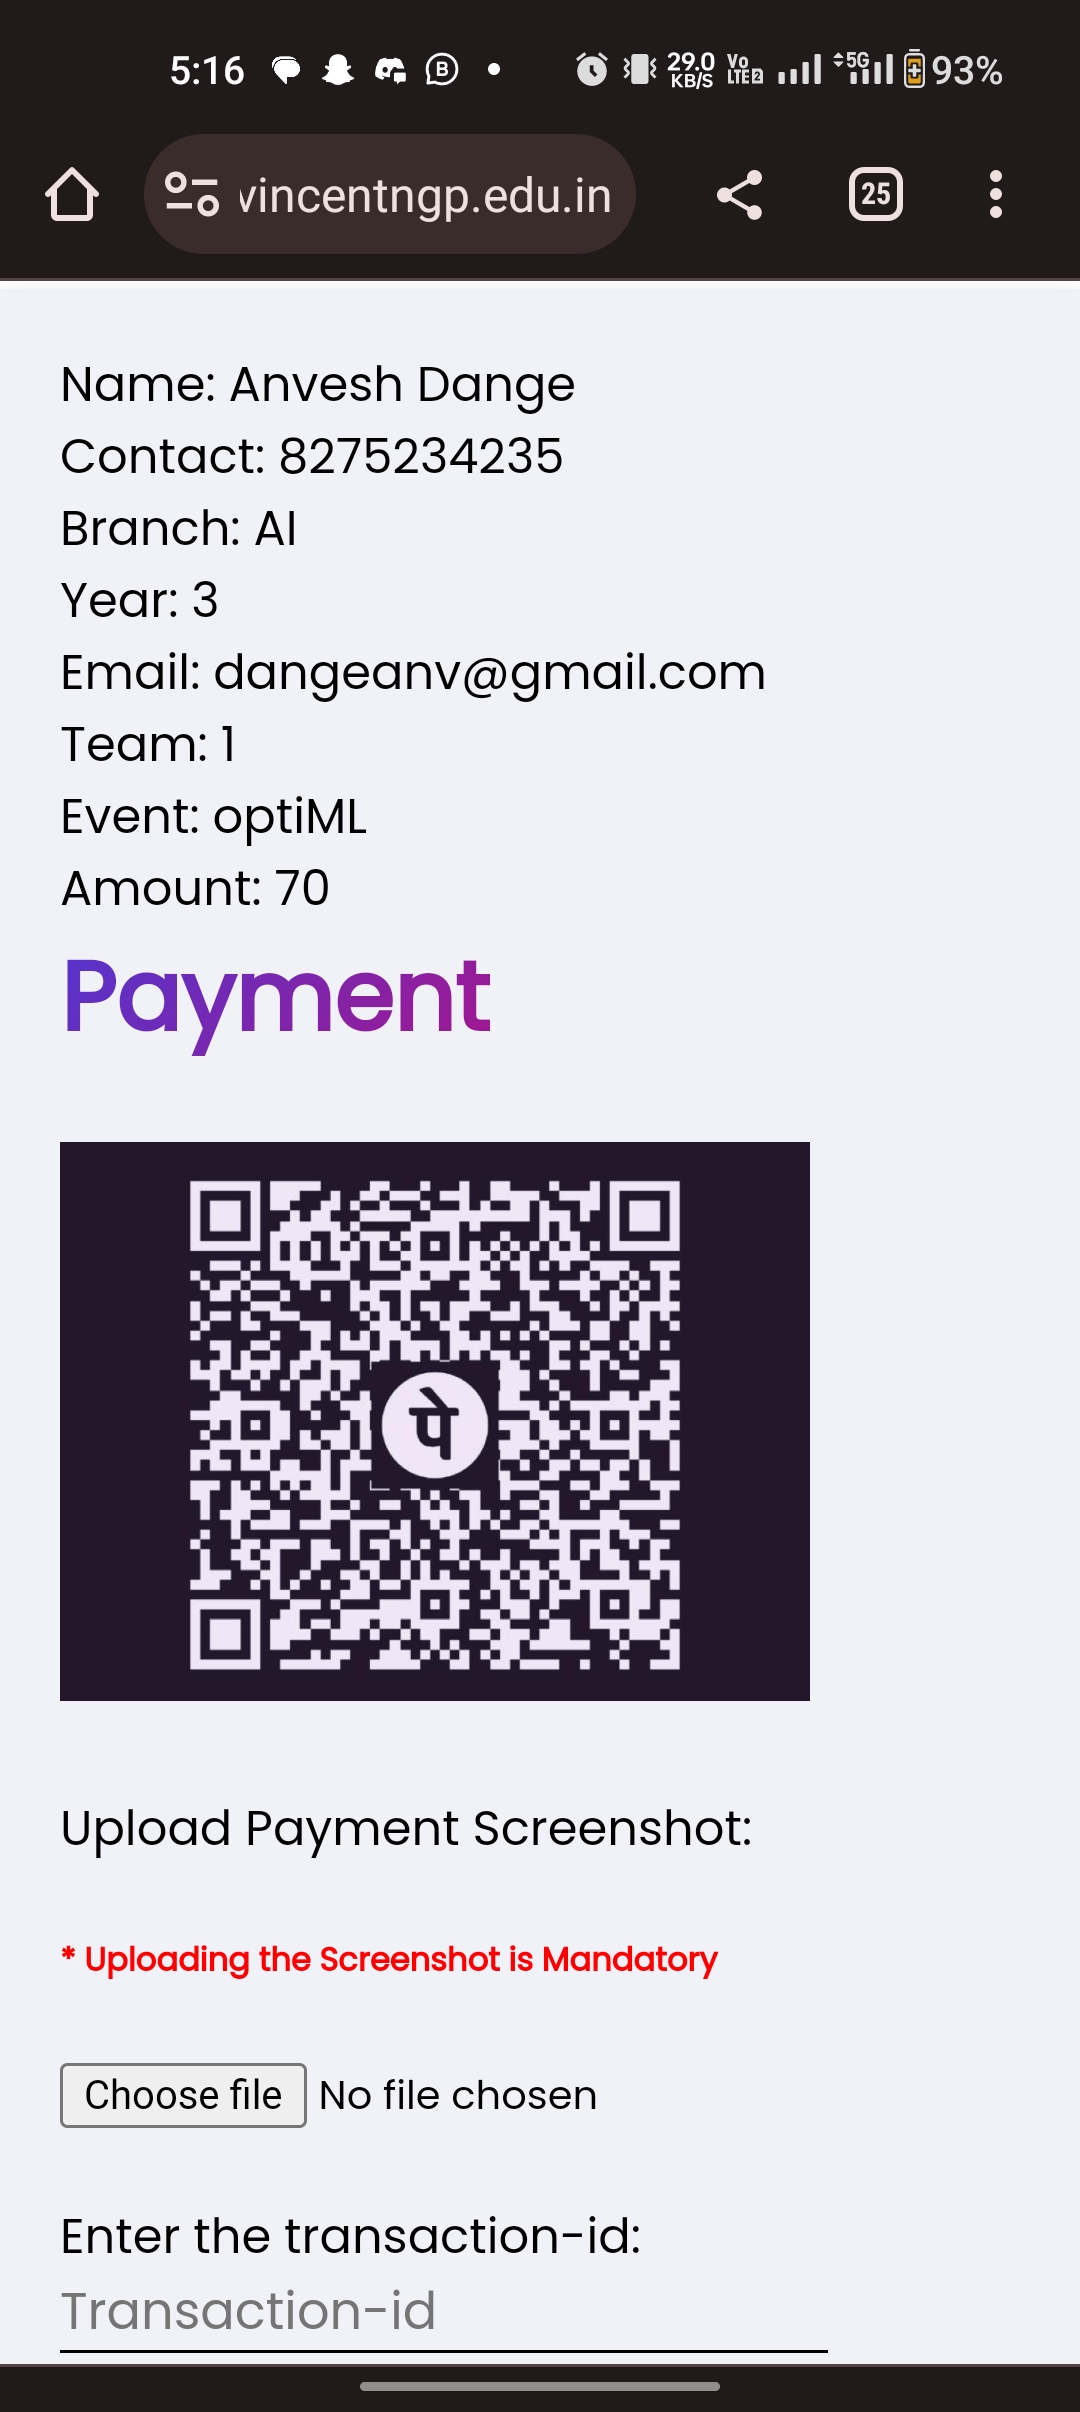 5:16 29.0 KB/S Vo LTE 2 5G 93%
vincentngp.edu.in 25
Name: Anvesh Dange
Contact: 8275234235
Branch: AI
Year: 3
Email: dangeanv@gmail.com
Team: 1
Event: optiML
Amount: 70
Payment
पे
Upload Payment Screenshot:
* Uploading the Screenshot is Mandatory
Choose file No file chosen
Enter the transaction-id:
Transaction-id